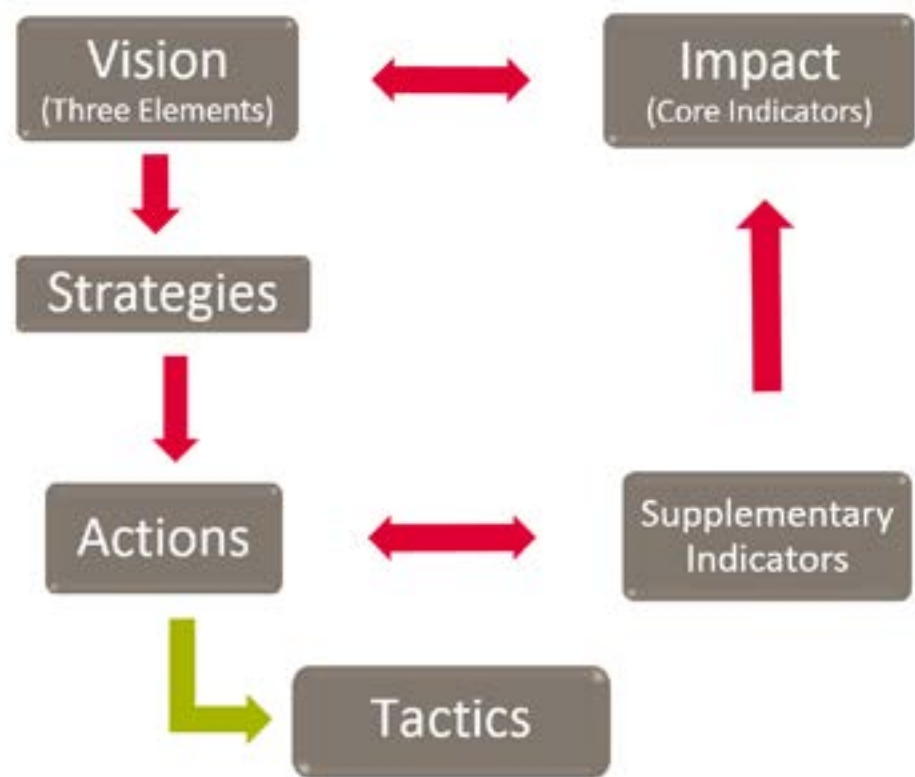 Vision
(Three Elements)
Impact
(Core Indicators)
Strategies
Actions
Supplementary
Indicators
Tactics